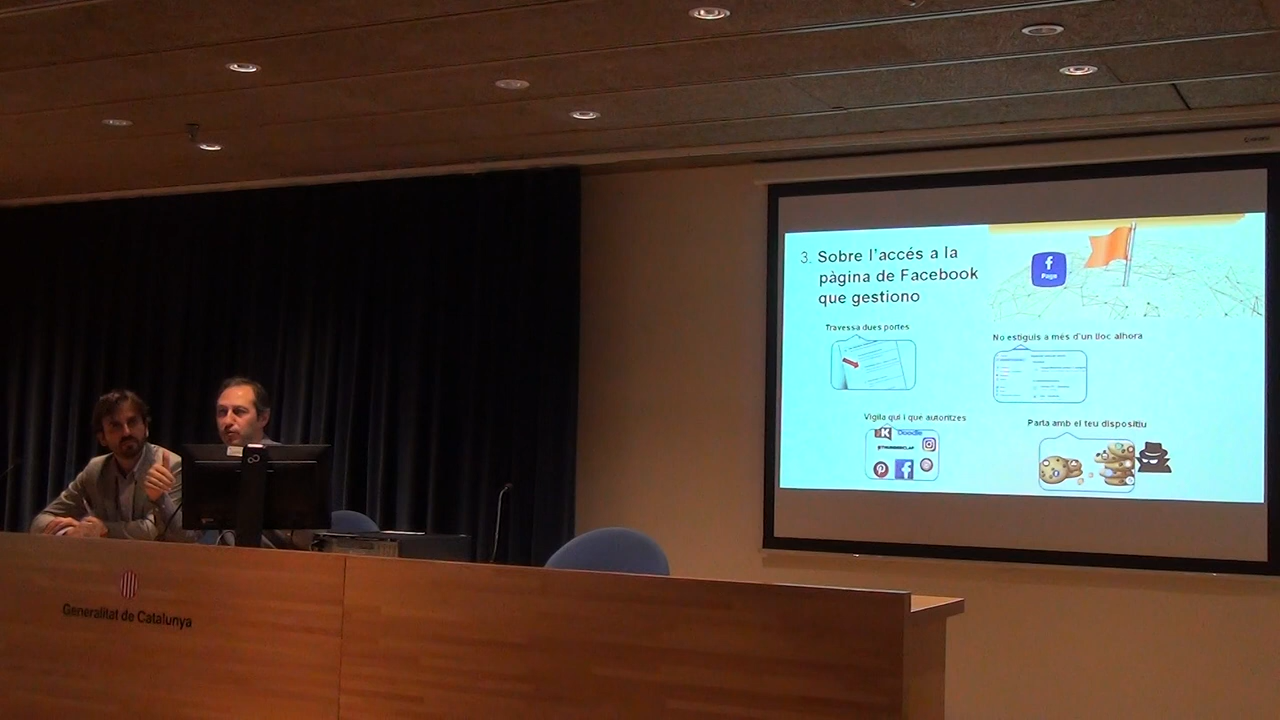 3. Sobre l'accés a la
pàgina de Facebook
que gestiono
f
Page
Travessa dues portes
No estiguis a més d'un lloc alhora
Vigila qui i què autoritzes
Doodle
Parla amb el teu dispositiu
Generalitat de Catalunya